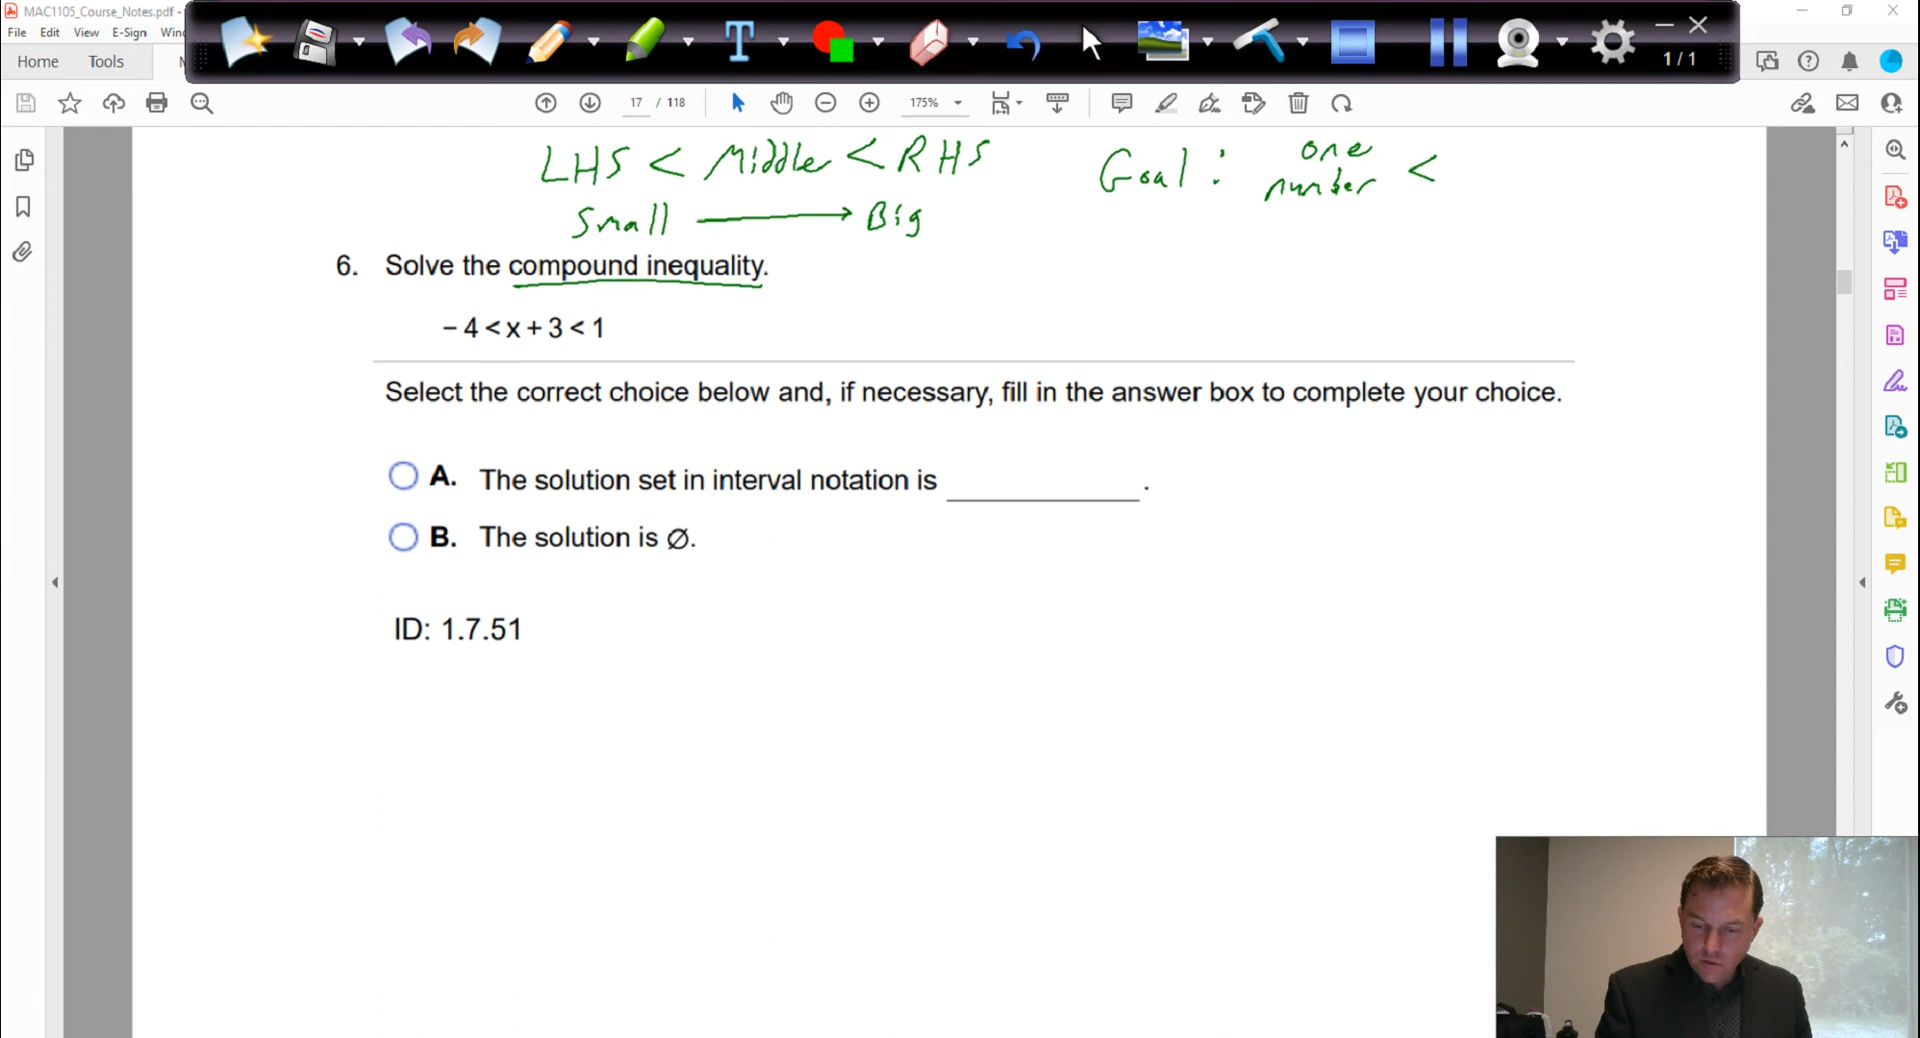 MAC1105_Course_Notes.pdf -
File Edit View E-Sign
1/1
Home Tools
17 / 118 175%
LHS < Middle < RHS Goal: one number <
Small → Big
6. Solve the compound inequality.
− 4 < x + 3 < 1
Select the correct choice below and, if necessary, fill in the answer box to complete your choice.
A. The solution set in interval notation is ____________ .
B. The solution is ∅.
ID: 1.7.51